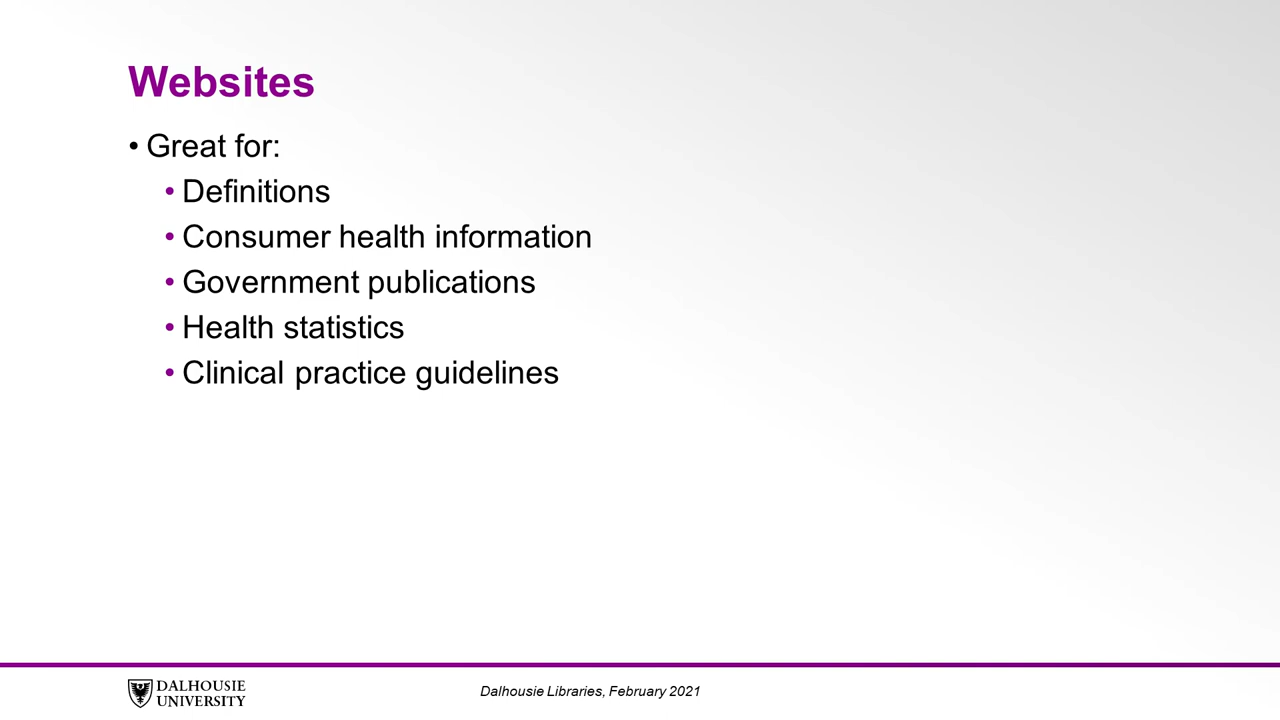 Websites
• Great for:
• Definitions
• Consumer health information
• Government publications
• Health statistics
• Clinical practice guidelines
DALHOUSIE
UNIVERSITY
Dalhousie Libraries, February 2021